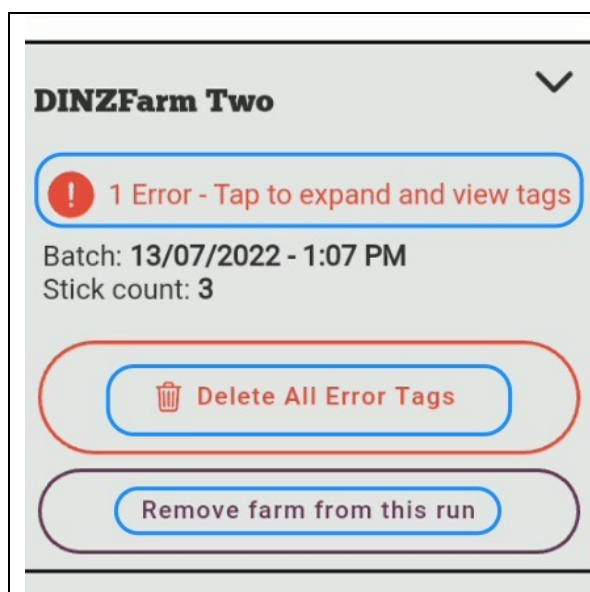 DINZFarm Two
! 1 Error - Tap to expand and view tags
Batch: 13/07/2022 - 1:07 PM
Stick count: 3
Delete All Error Tags
Remove farm from this run